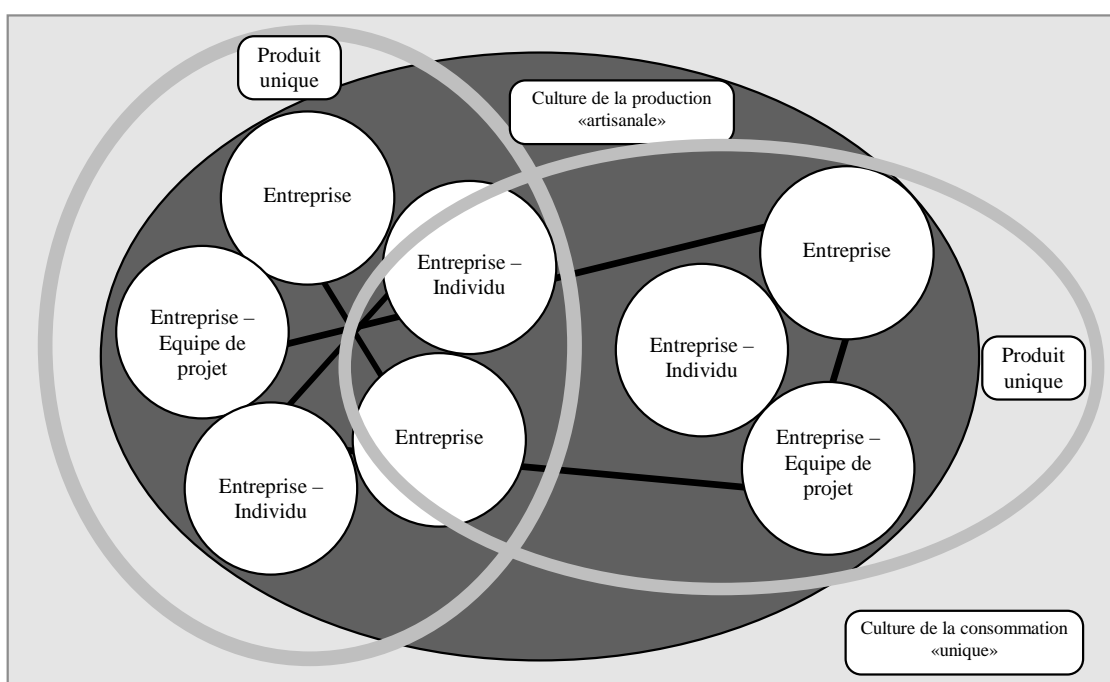 Produit
unique
Culture de la production
«artisanale»
Entreprise
Entreprise –
Individu
Entreprise
Entreprise –
Equipe de
projet
Entreprise –
Individu
Produit
unique
Entreprise
Entreprise –
Equipe de
projet
Entreprise –
Individu
Culture de la consommation
«unique»